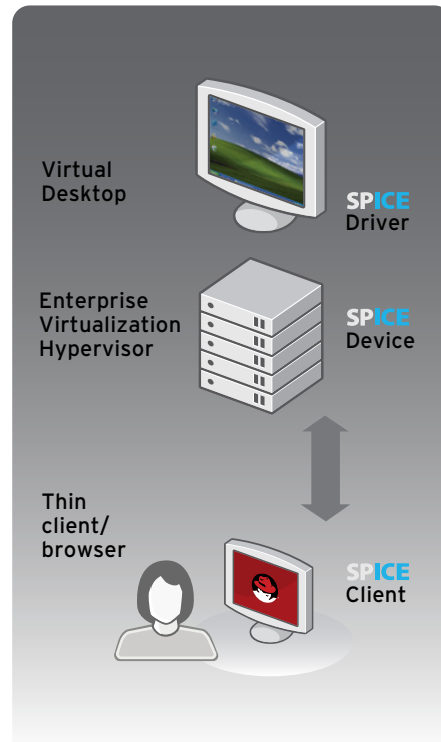 Virtual
Desktop
SPICE
Driver
Enterprise
Virtualization
Hypervisor
SPICE
Device
Thin
client/
browser
SPICE
Client